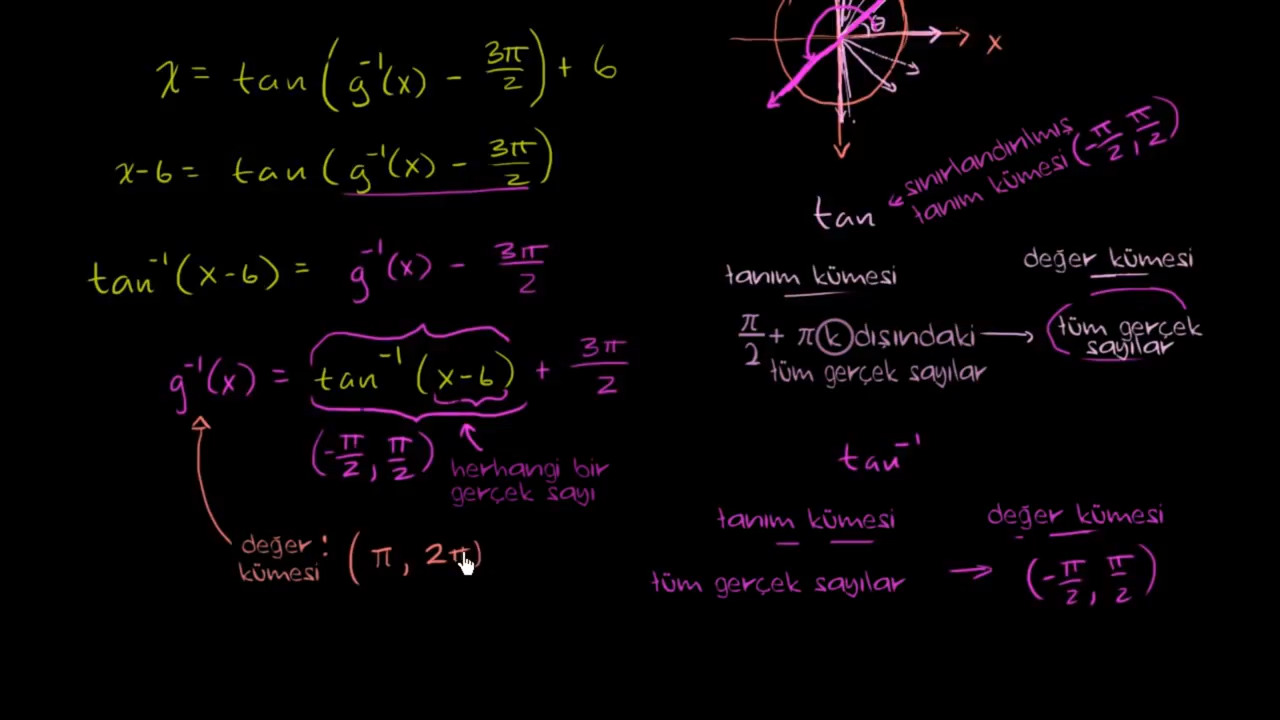 x = tan(g⁻¹(x) − 3π/2) + 6
x−6 = tan(g⁻¹(x) − 3π/2)
tan⁻¹(x−6) = g⁻¹(x) − 3π/2
g⁻¹(x) = tan⁻¹(x−6) + 3π/2
(−π/2, π/2)
herhangi bir
gerçek sayı
değer : (π, 2π)
kümesi
θ
x
sınırlandırılmış
tanım kümesi (−π/2, π/2)
tan
tanım kümesi değer kümesi
π/2 + πk dışındaki → tüm gerçek
tüm gerçek sayılar sayılar
tan⁻¹
tanım kümesi değer kümesi
tüm gerçek sayılar → (−π/2, π/2)